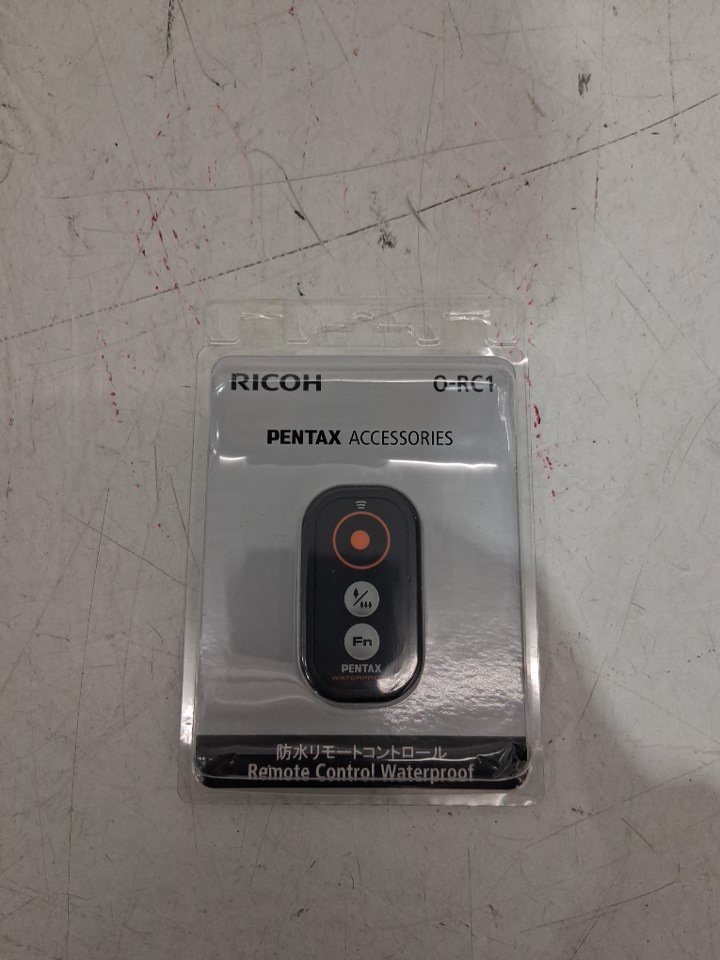 RICOH O-RC1
PENTAX ACCESSORIES
Fn
PENTAX
WATERPROOF
防水リモートコントロール
Remote Control Waterproof